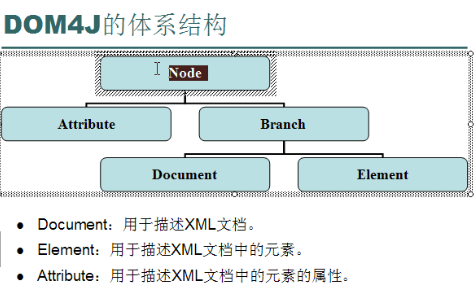 DOM4J的体系结构
Node
Attribute
Branch
Document
Element
● Document：用于描述XML文档。
● Element：用于描述XML文档中的元素。
● Attribute：用于描述XML文档中的元素的属性。